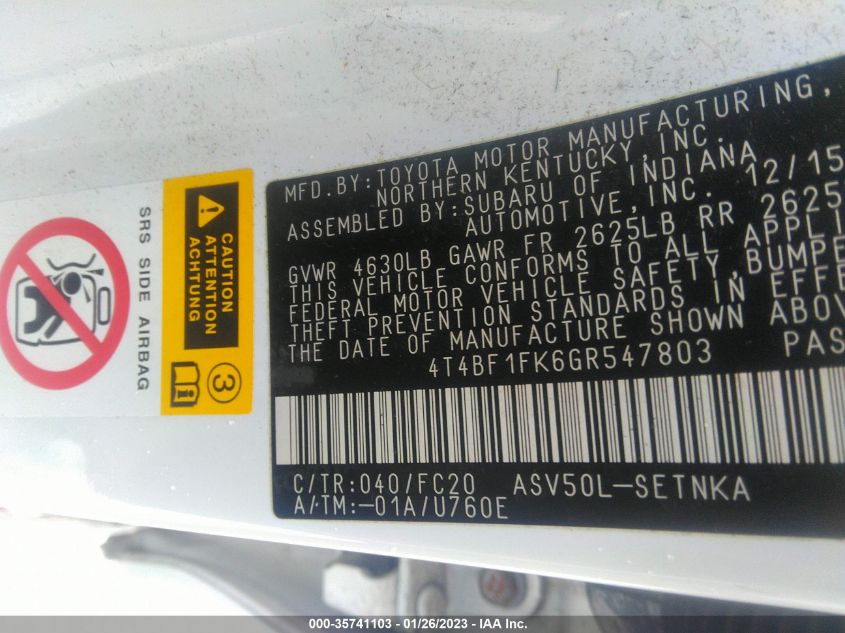 MFD.BY:TOYOTA MOTOR MANUFACTURING,
NORTHERN KENTUCKY,INC.
ASSEMBLED BY:SUBARU OF INDIANA
AUTOMOTIVE,INC. 12/15
GVWR 4630LB GAWR FR 2625LB RR 2625
THIS VEHICLE CONFORMS TO ALL APPLI
FEDERAL MOTOR VEHICLE SAFETY,BUMPE
THEFT PREVENTION STANDARDS IN EFFE
THE DATE OF MANUFACTURE SHOWN ABOV
4T4BF1FK6GR547803 PAS
C/TR:040/FC20 ASV50L-SETNKA
A/TM:-01A/U760E
CAUTION
ATTENTION
ACHTUNG
3
SRS SIDE AIRBAG
000-35741103 - 01/26/2023 - IAA Inc.